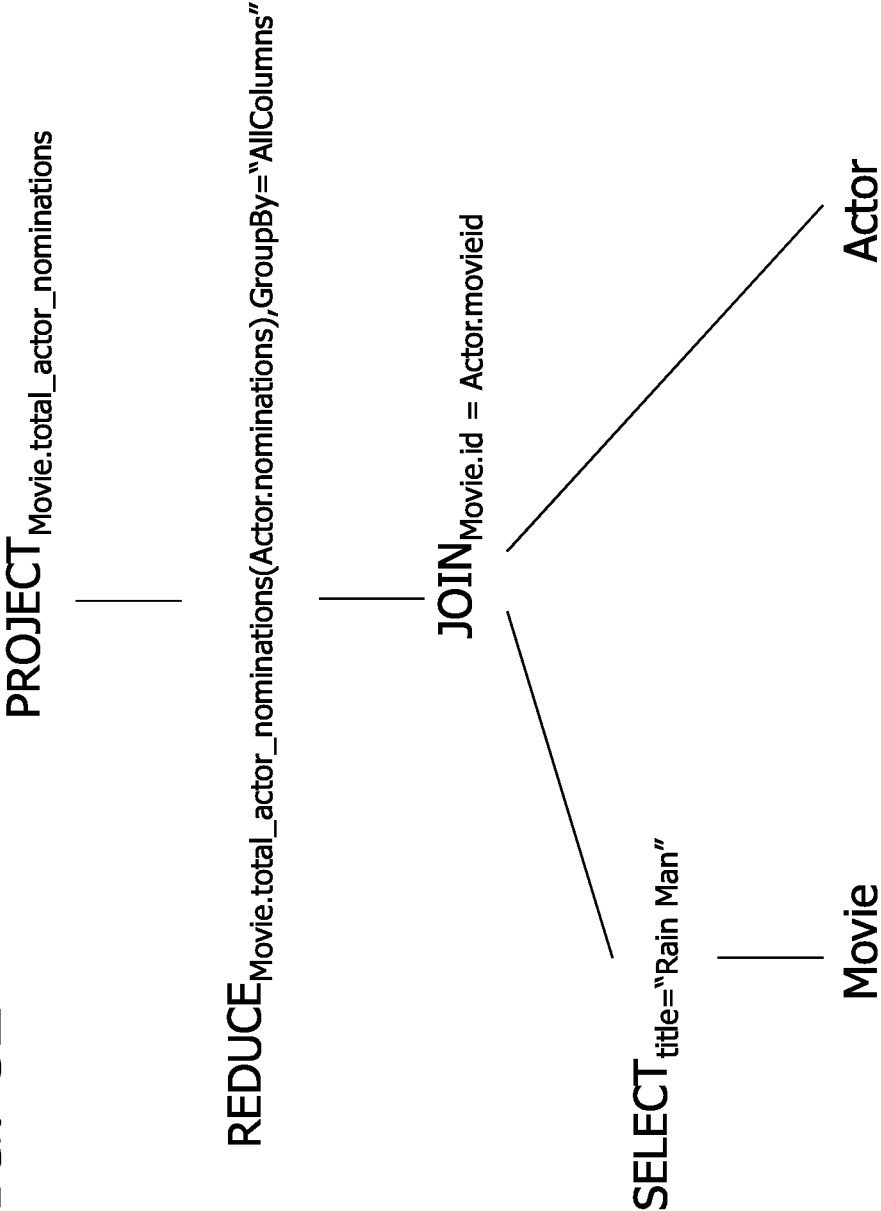 PROJECT Movie.total_actor_nominations
REDUCE Movie.total_actor_nominations(Actor.nominations),GroupBy=“AllColumns”
JOIN Movie.id = Actor.movieid
SELECT title=“Rain Man”
Movie
Actor